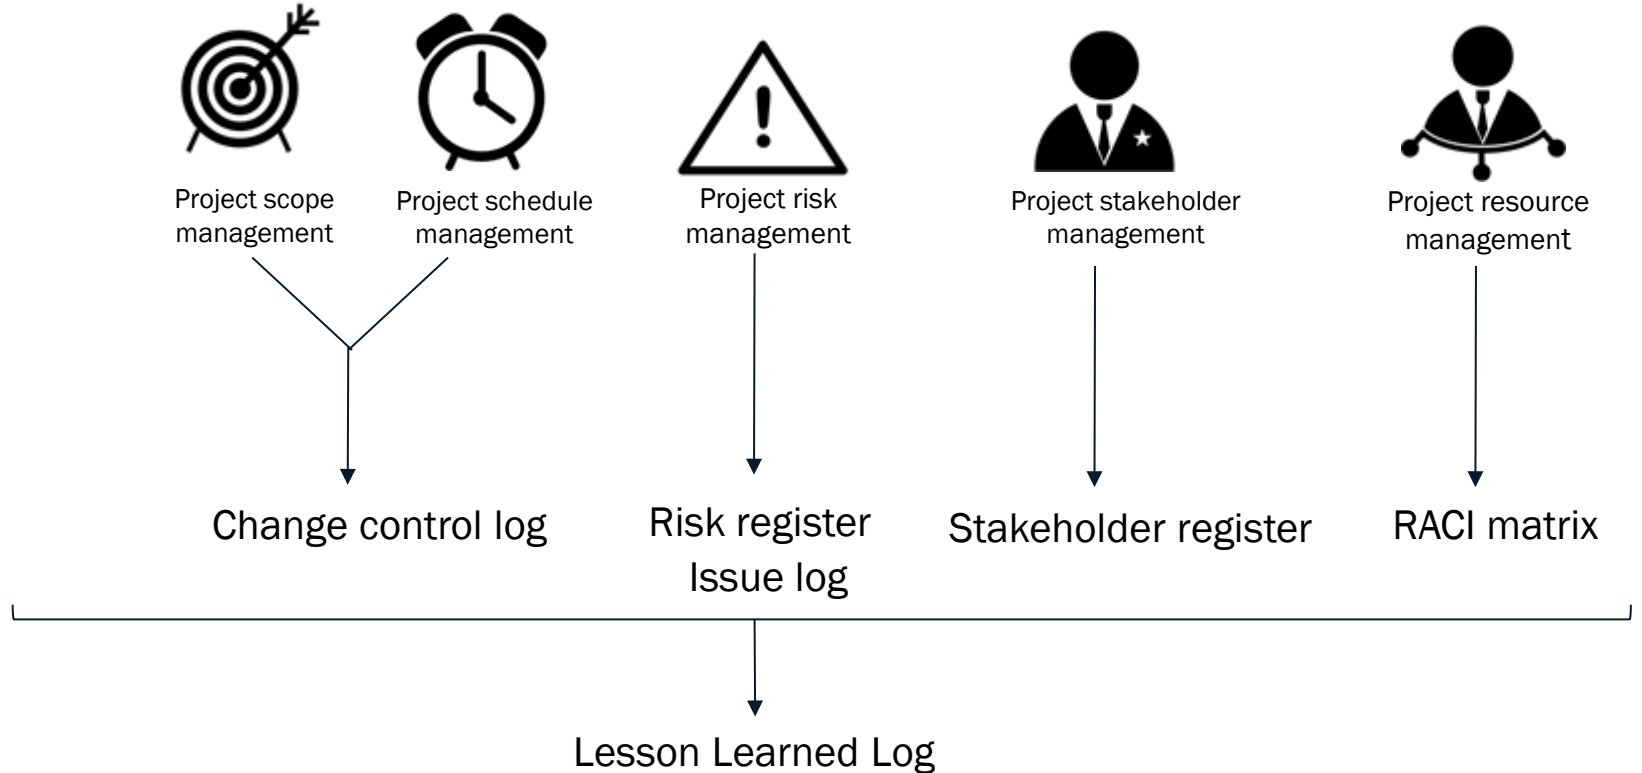 Project scope
management
Project schedule
management
Project risk
management
Project stakeholder
management
Project resource
management
Change control log
Risk register
Issue log
Stakeholder register
RACI matrix
Lesson Learned Log